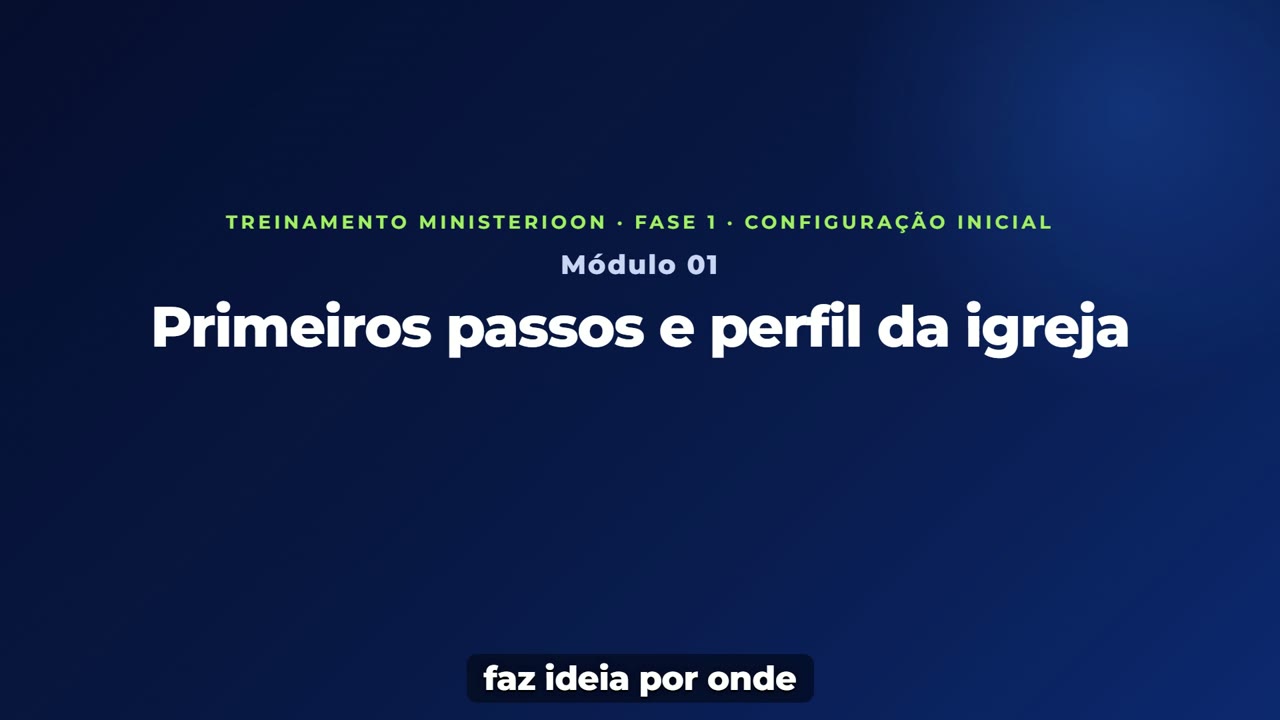 TREINAMENTO MINISTERIOON · FASE 1 · CONFIGURAÇÃO INICIAL
Módulo 01
Primeiros passos e perfil da igreja
faz ideia por onde